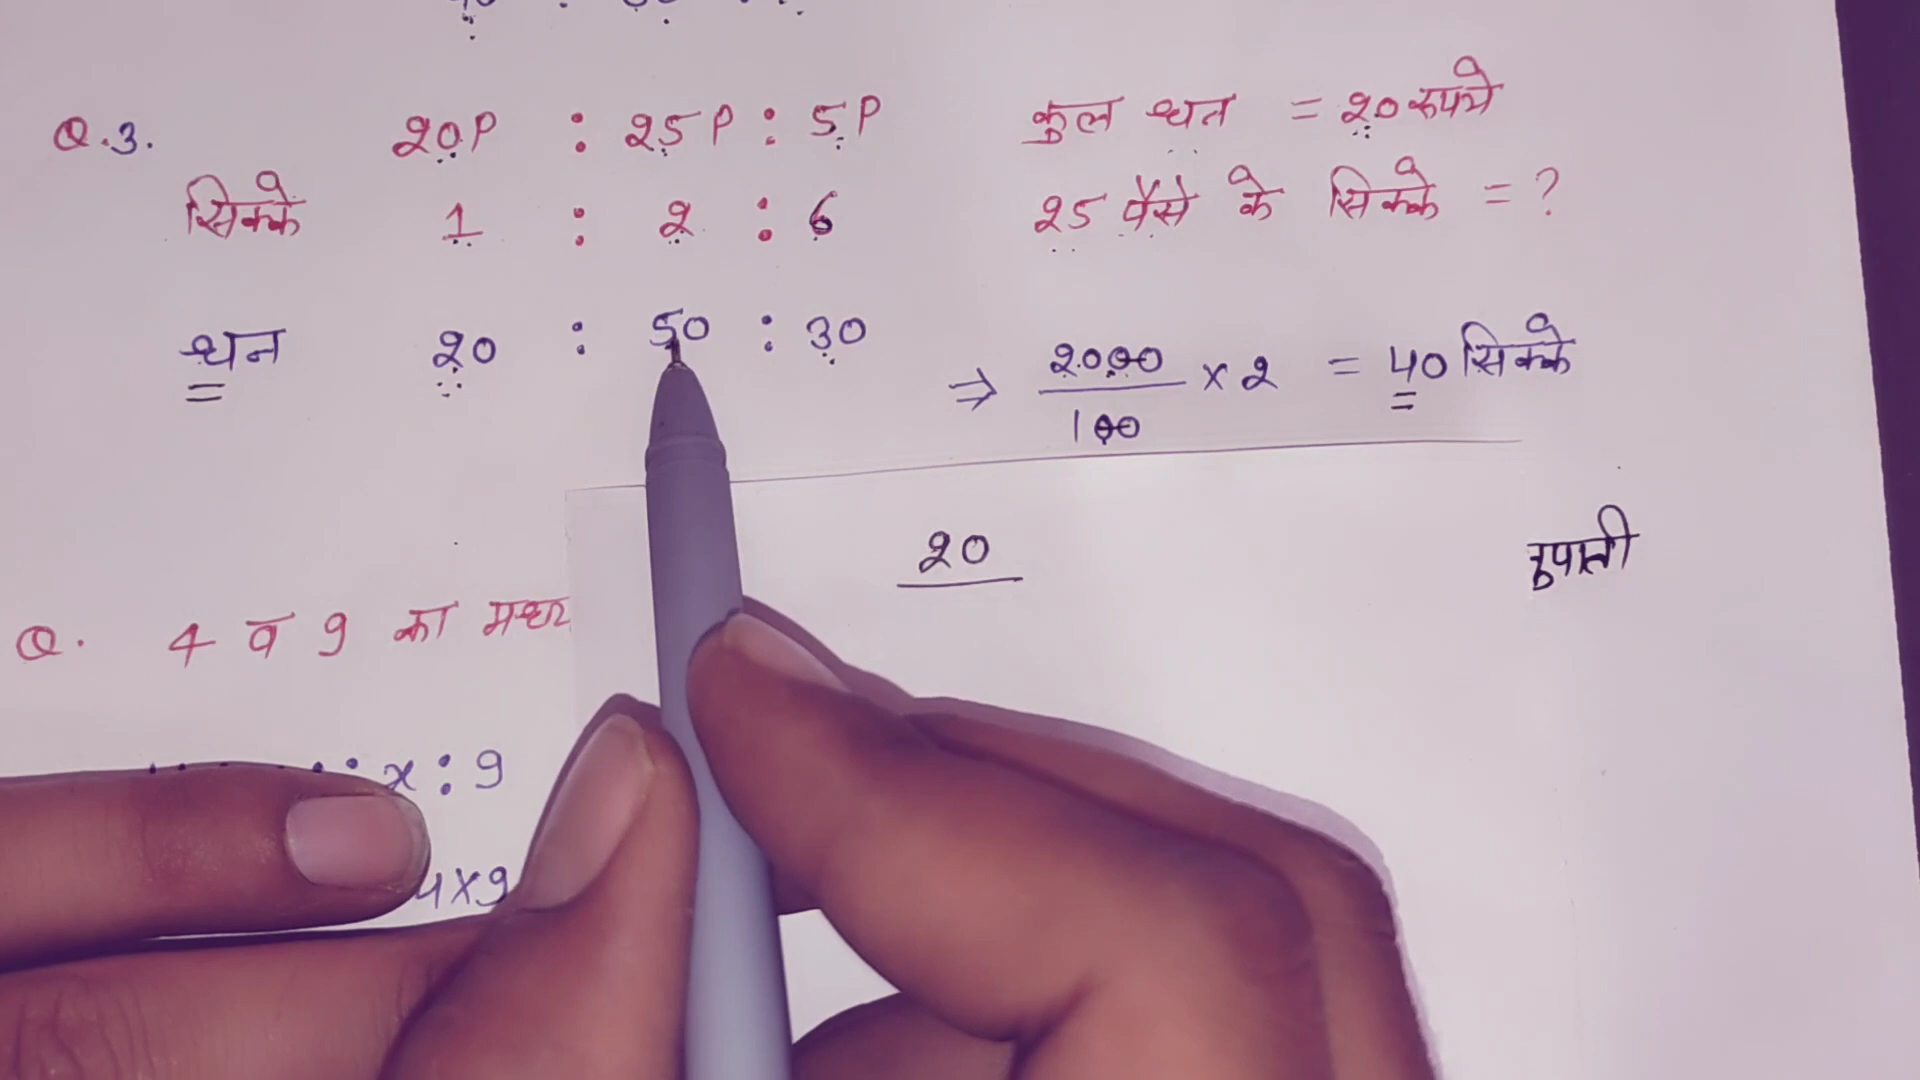 Q.3. 20P : 25P : 5P
सिक्के 1 : 2 : 6
धन 20 : 50 : 30
कुल धन = 20 रुपये
25 पैसे के सिक्के = ?
⇒ 2000/100 × 2 = 40 सिक्के
20
Q. 4 व 9 का मध्य
x : 9
4×9